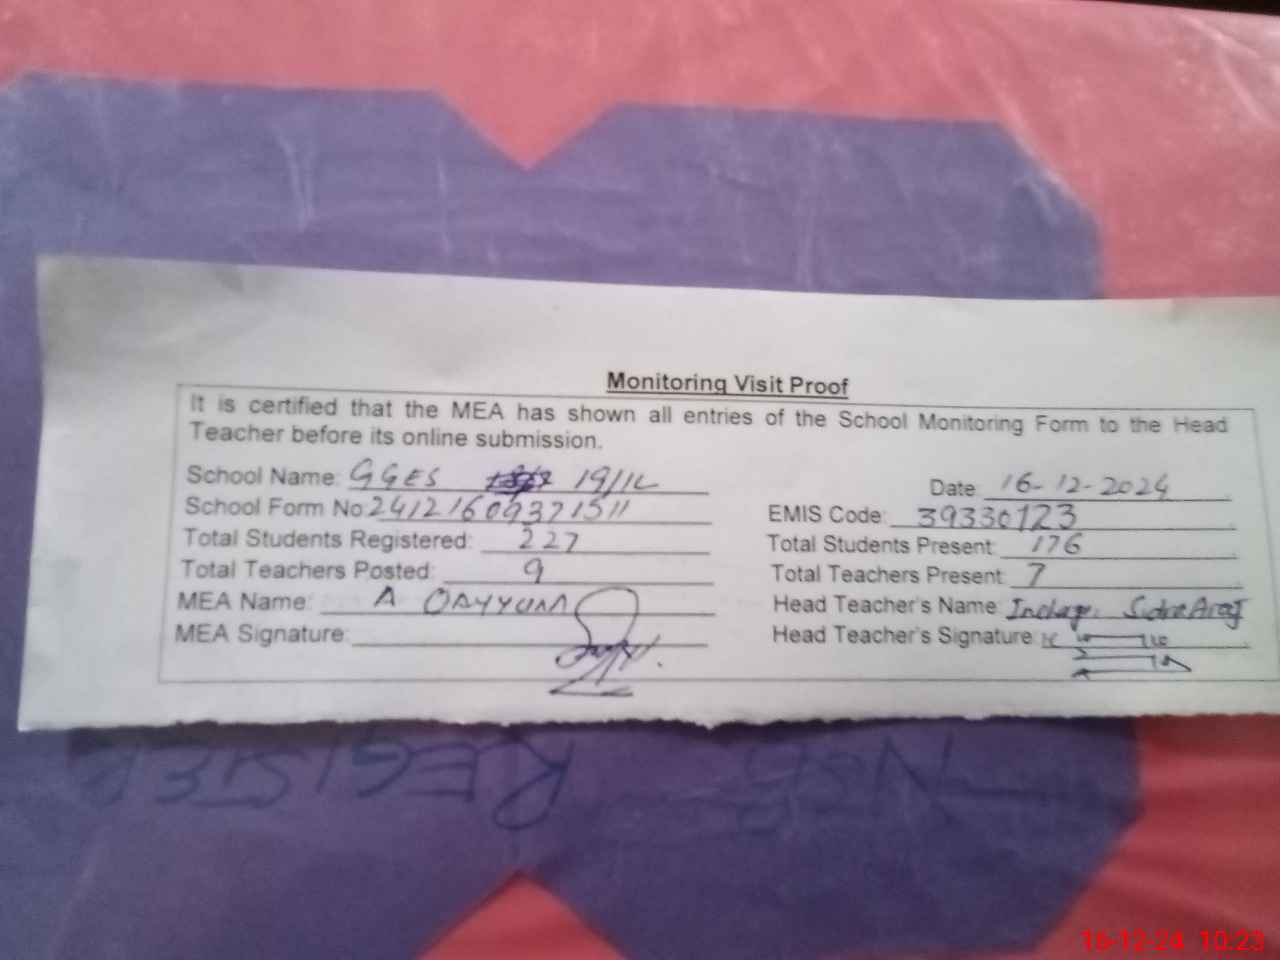 Monitoring Visit Proof
It is certified that the MEA has shown all entries of the School Monitoring Form to the Head
Teacher before its online submission.
School Name: GGES 19/1L Date: 16-12-2024
School Form No: 24121609371511 EMIS Code: 39330123
Total Students Registered: 227 Total Students Present: 176
Total Teachers Posted: 9 Total Teachers Present: 7
MEA Name: A QAYYUM Head Teacher's Name:
MEA Signature: Head Teacher's Signature
REGISTER
16-12-24 10:23